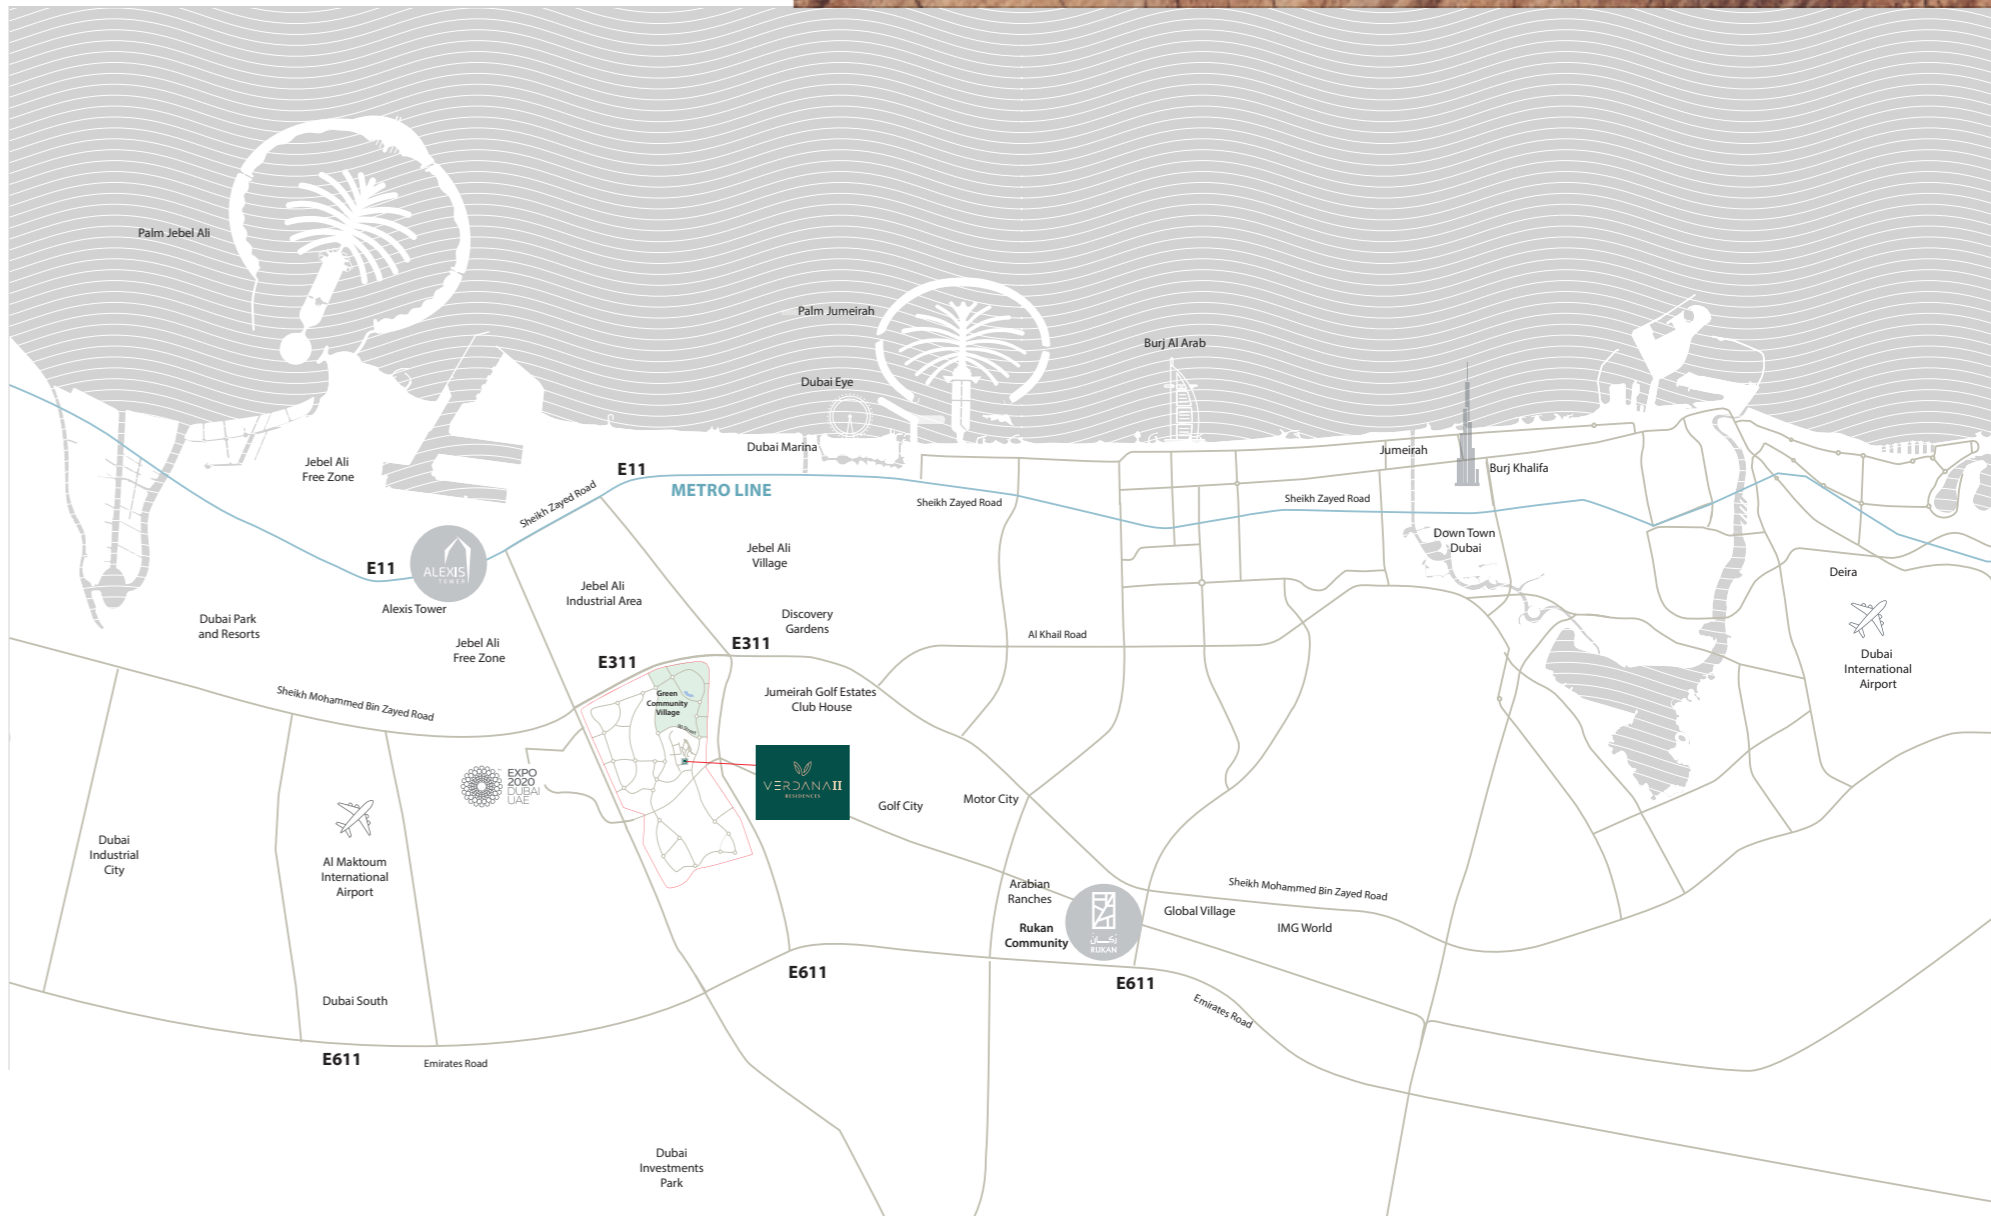 Palm Jebel Ali
Palm Jumeirah
Burj Al Arab
Dubai Eye
Dubai Marina
Jumeirah
Burj Khalifa
Jebel Ali
Free Zone
E11
METRO LINE
Sheikh Zayed Road
Sheikh Zayed Road
Sheikh Zayed Road
Down Town
Dubai
E11
ALEXIS
TOWER
Alexis Tower
Jebel Ali
Village
Jebel Ali
Industrial Area
Deira
Dubai Park
and Resorts
Discovery
Gardens
Jebel Ali
Free Zone
E311
E311
Al Khail Road
Dubai
International
Airport
Sheikh Mohammed Bin Zayed Road
Green
Community
Village
Jumeirah Golf Estates
Club House
EXPO
2020
DUBAI
UAE
VERDANA II
RESIDENCES
Golf City
Motor City
Dubai
Industrial
City
Al Maktoum
International
Airport
Arabian
Ranches
Rukan
Community
رُكـــان
RUKAN
Sheikh Mohammed Bin Zayed Road
Global Village
IMG World
E611
E611
Emirates Road
Dubai South
E611
Emirates Road
Dubai
Investments
Park